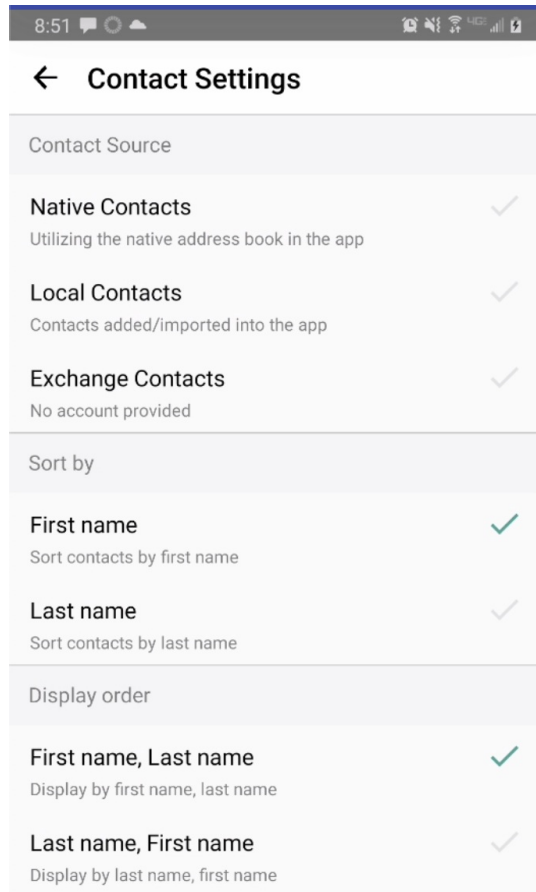 8:51
4GE
Contact Settings
Contact Source
Native Contacts
Utilizing the native address book in the app
Local Contacts
Contacts added/imported into the app
Exchange Contacts
No account provided
Sort by
First name
Sort contacts by first name
Last name
Sort contacts by last name
Display order
First name, Last name
Display by first name, last name
Last name, First name
Display by last name, first name